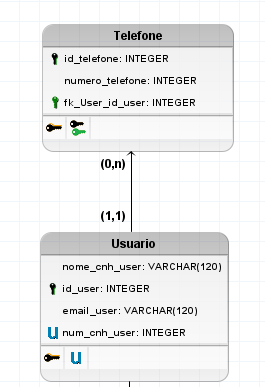 Telefone
id_telefone: INTEGER
numero_telefone: INTEGER
fk_User_id_user: INTEGER
(0,n)
(1,1)
Usuario
nome_cnh_user: VARCHAR(120)
id_user: INTEGER
email_user: VARCHAR(120)
U num_cnh_user: INTEGER
U